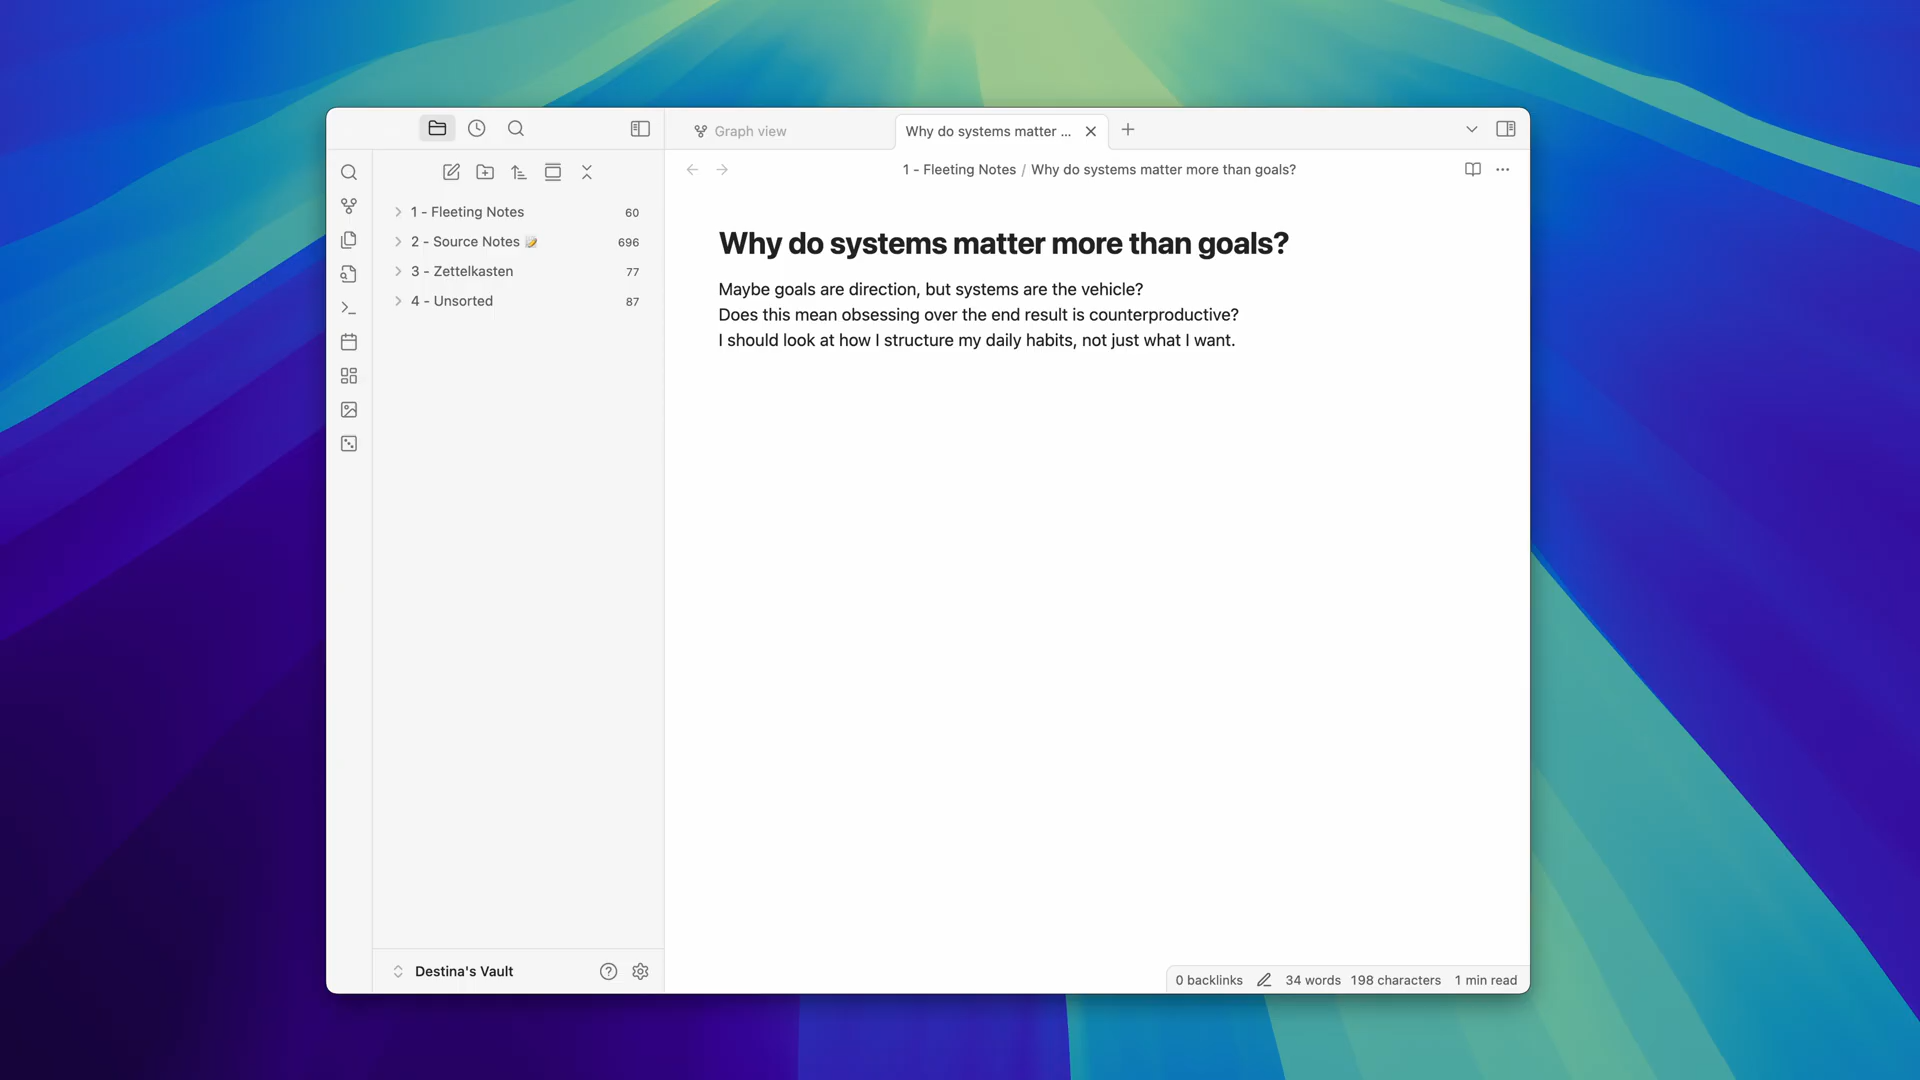 Graph view
Why do systems matter ...
1 - Fleeting Notes / Why do systems matter more than goals?
1 - Fleeting Notes 60
2 - Source Notes 696
3 - Zettelkasten 77
4 - Unsorted 87
Why do systems matter more than goals?
Maybe goals are direction, but systems are the vehicle?
Does this mean obsessing over the end result is counterproductive?
I should look at how I structure my daily habits, not just what I want.
Destina's Vault
0 backlinks 34 words 198 characters 1 min read